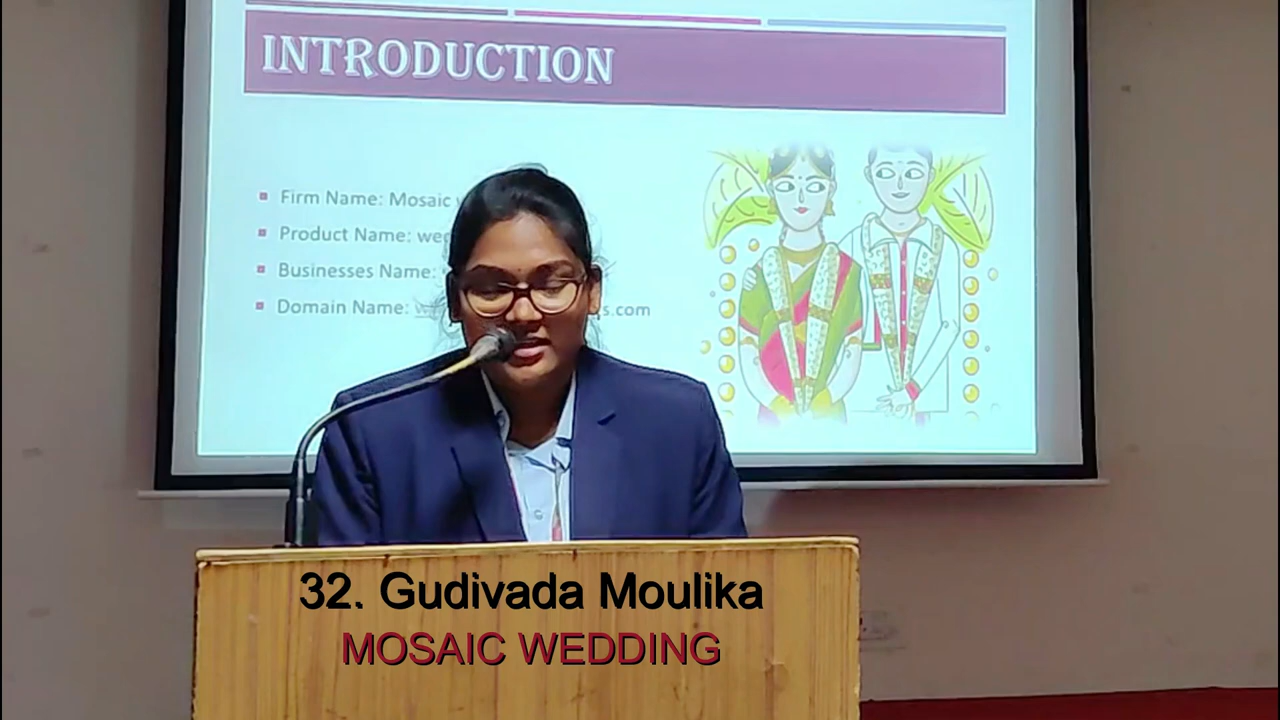 INTRODUCTION
Firm Name: Mosaic
Product Name:
Businesses Name:
Domain Name: s.com
32. Gudivada Moulika
MOSAIC WEDDING